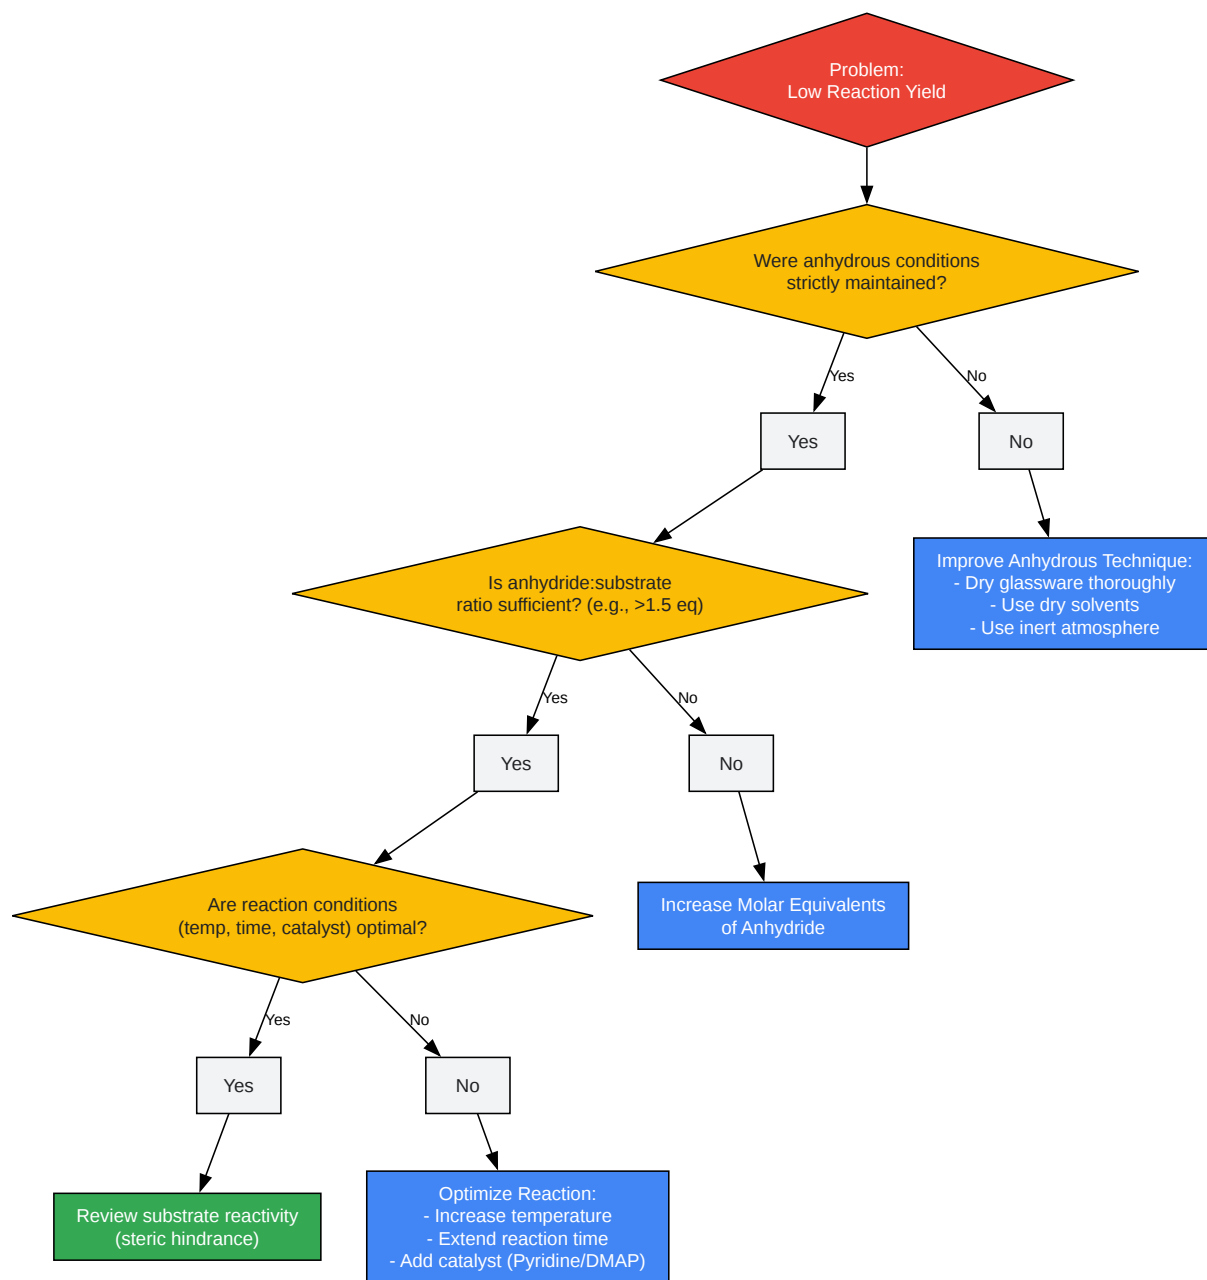 Problem:
Low Reaction Yield
Were anhydrous conditions
strictly maintained?
Yes
No
Yes
No
Is anhydride:substrate
ratio sufficient? (e.g., >1.5 eq)
Improve Anhydrous Technique:
- Dry glassware thoroughly
- Use dry solvents
- Use inert atmosphere
Yes
No
Yes
No
Are reaction conditions
(temp, time, catalyst) optimal?
Increase Molar Equivalents
of Anhydride
Yes
No
Yes
No
Review substrate reactivity
(steric hindrance)
Optimize Reaction:
- Increase temperature
- Extend reaction time
- Add catalyst (Pyridine/DMAP)